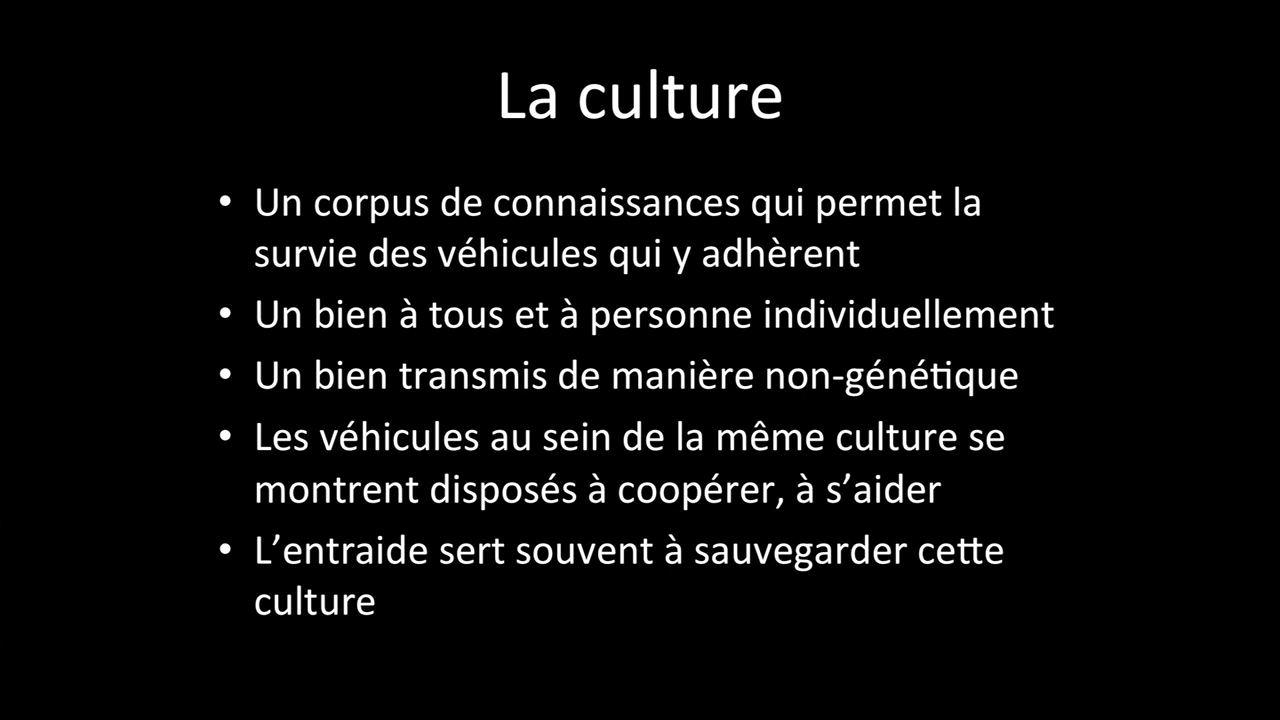 La culture
• Un corpus de connaissances qui permet la
survie des véhicules qui y adhèrent
• Un bien à tous et à personne individuellement
• Un bien transmis de manière non-génétique
• Les véhicules au sein de la même culture se
montrent disposés à coopérer, à s’aider
• L’entraide sert souvent à sauvegarder cette
culture